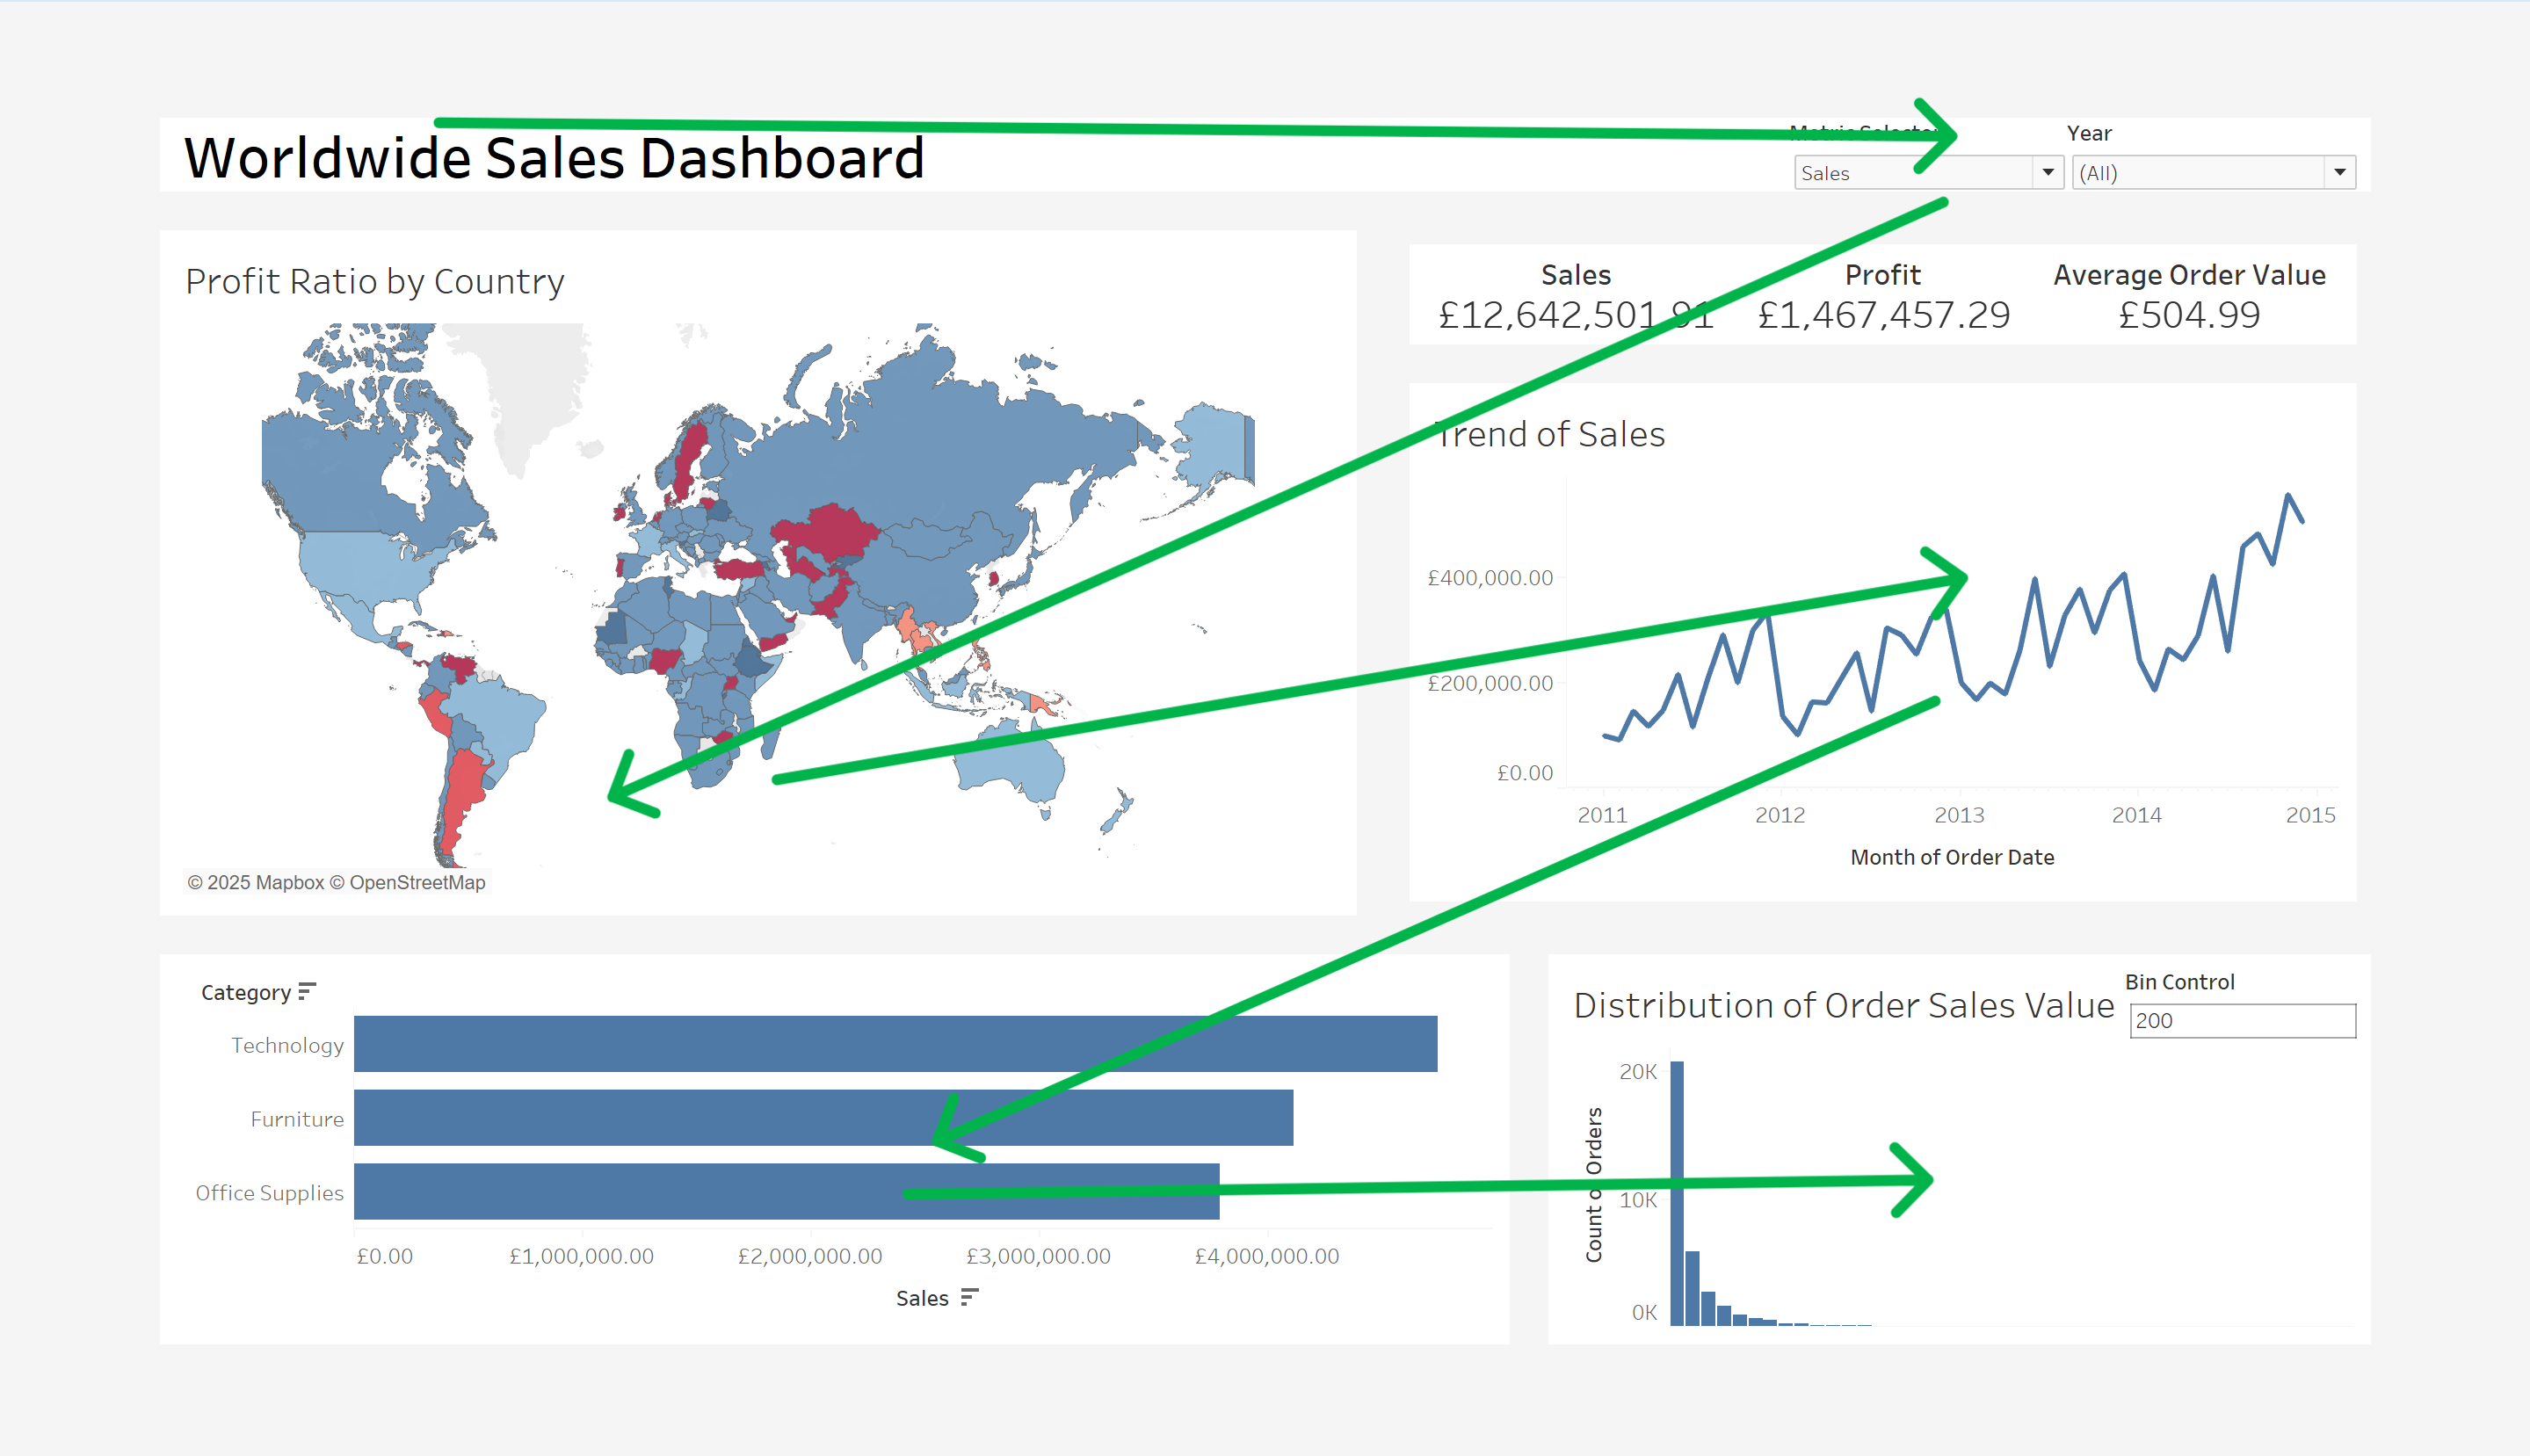 Worldwide Sales Dashboard
Metric Selector
Year
Sales
(All)
Profit Ratio by Country
Sales
Profit
Average Order Value
£12,642,501.91
£1,467,457.29
£504.99
© 2025 Mapbox © OpenStreetMap
Trend of Sales
£400,000.00
£200,000.00
£0.00
2011
2012
2013
2014
2015
Month of Order Date
Category
Technology
Furniture
Office Supplies
£0.00
£1,000,000.00
£2,000,000.00
£3,000,000.00
£4,000,000.00
Sales
Distribution of Order Sales Value
Bin Control
200
Count of Orders
20K
10K
0K